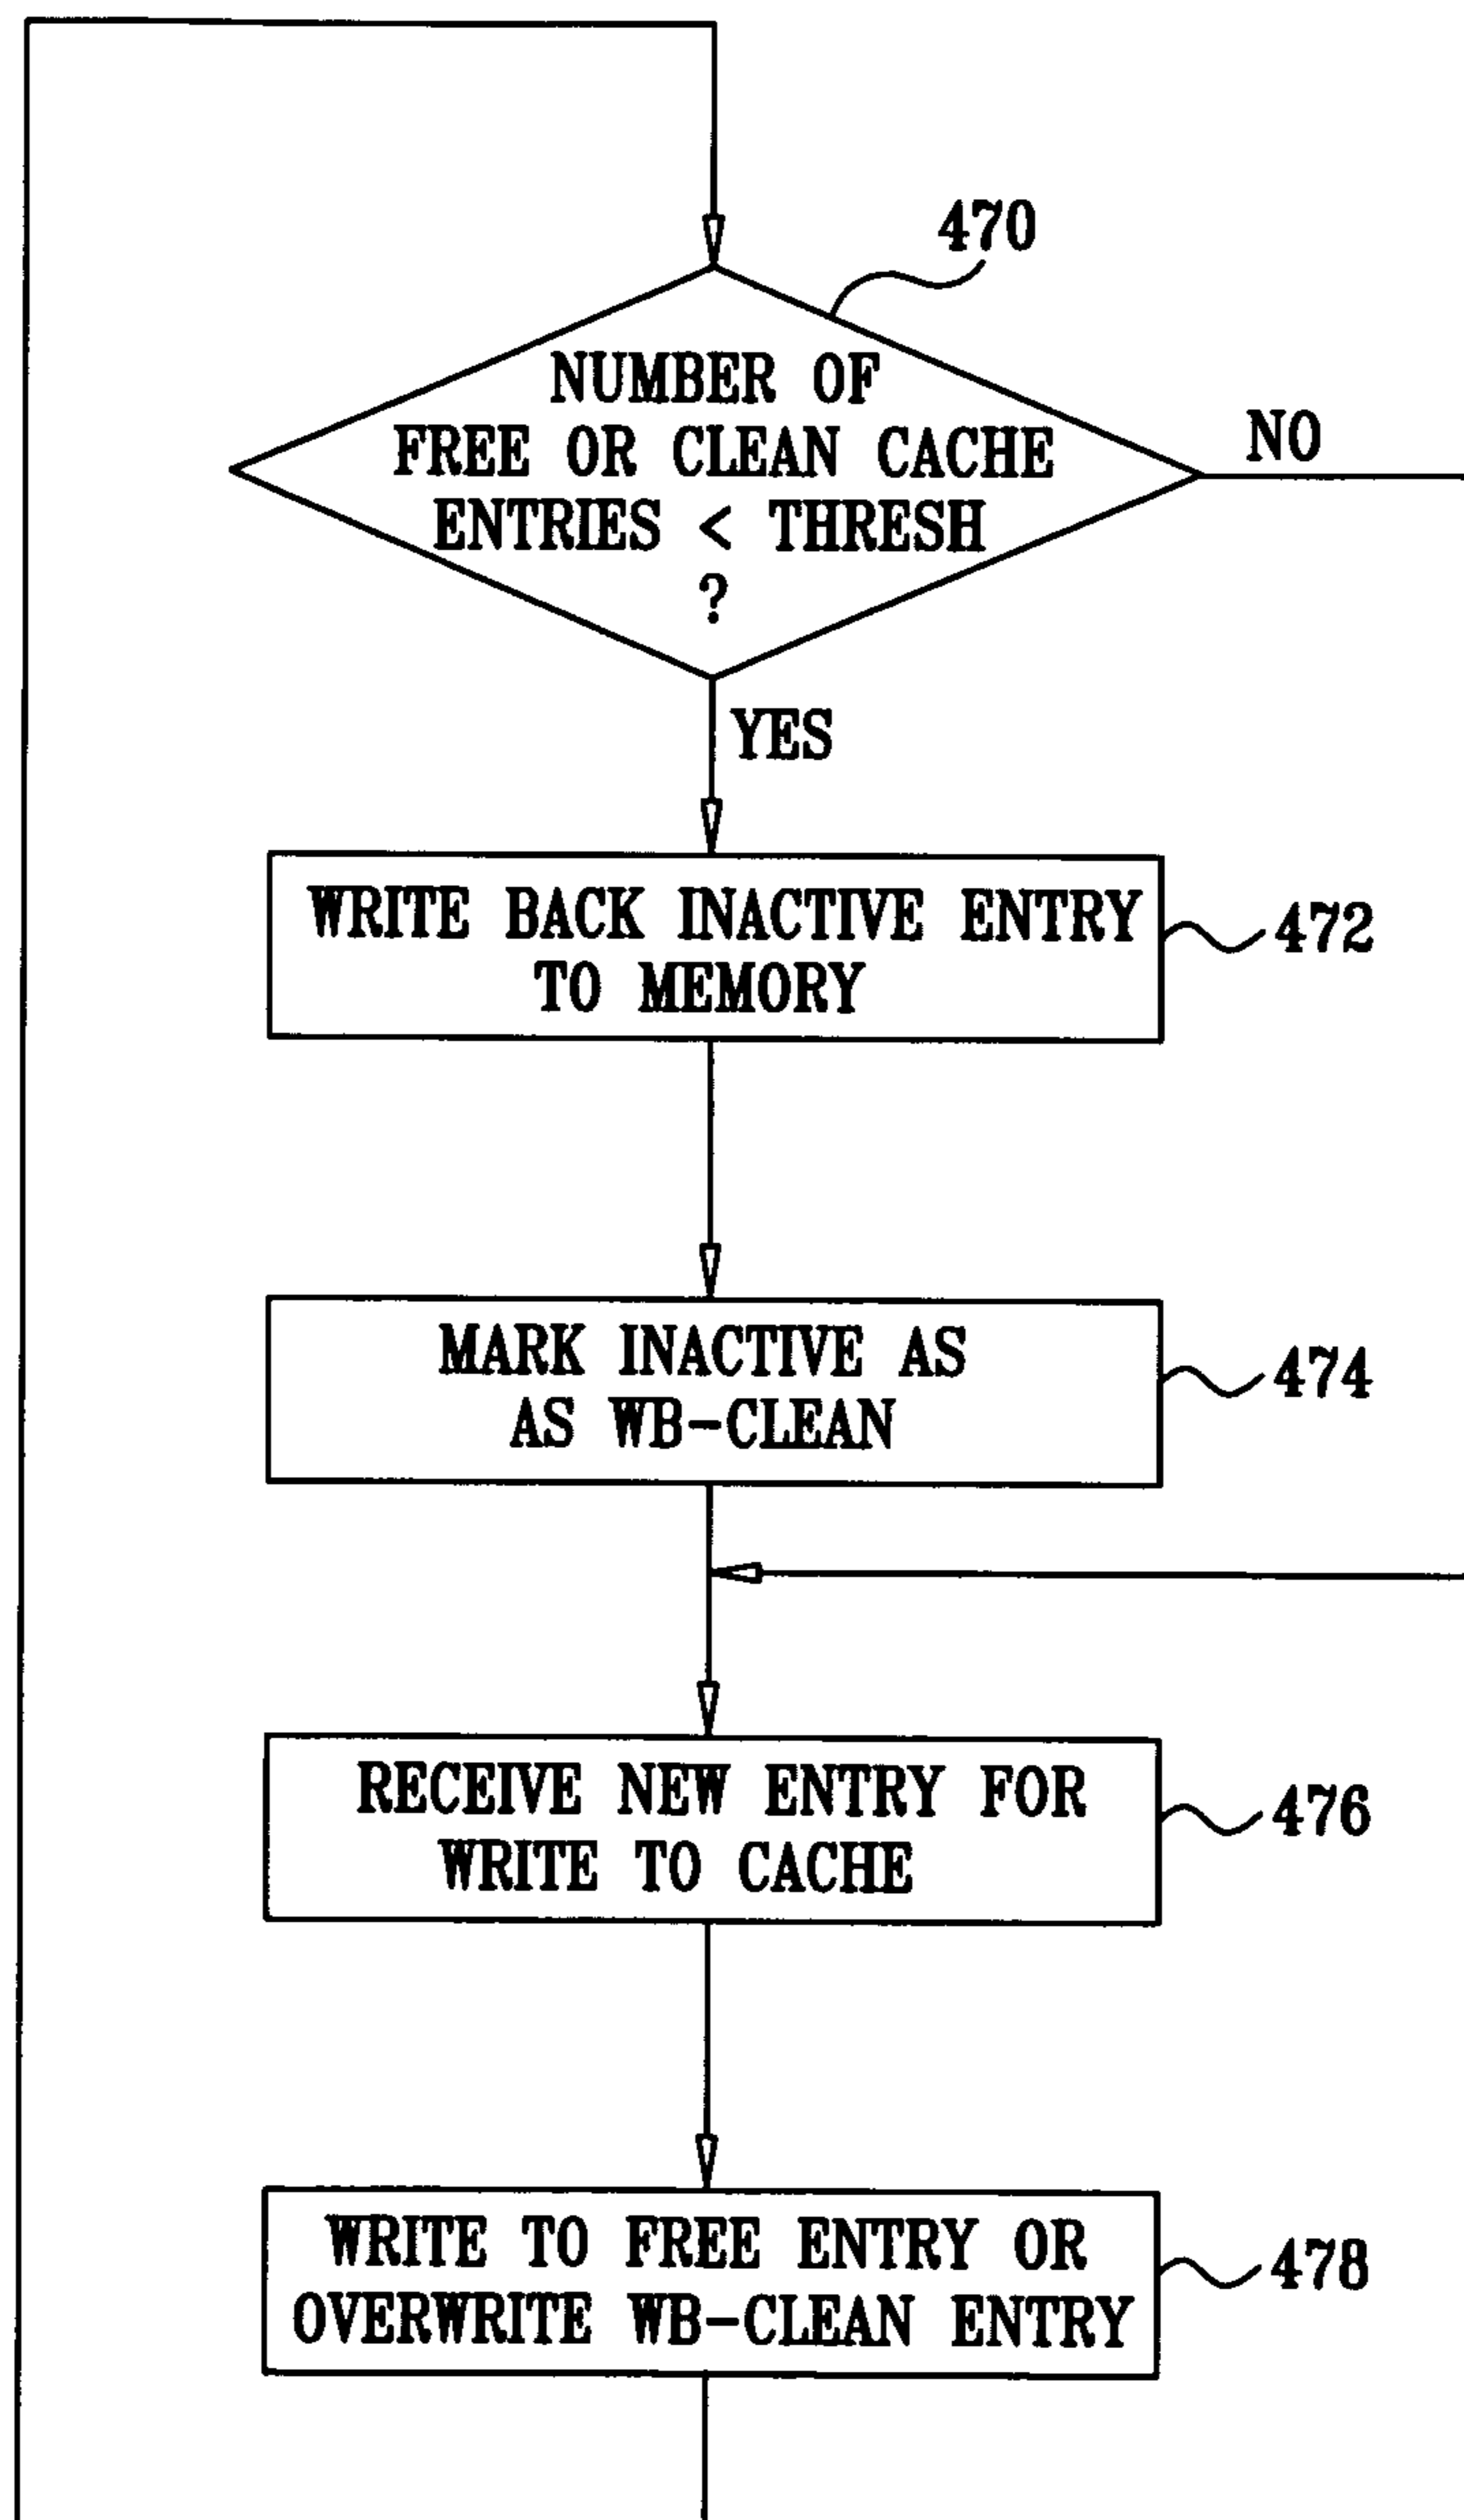 470
NUMBER OF
FREE OR CLEAN CACHE
ENTRIES < THRESH
?
NO
YES
WRITE BACK INACTIVE ENTRY
TO MEMORY
472
MARK INACTIVE AS
AS WB-CLEAN
474
RECEIVE NEW ENTRY FOR
WRITE TO CACHE
476
WRITE TO FREE ENTRY OR
OVERWRITE WB-CLEAN ENTRY
478